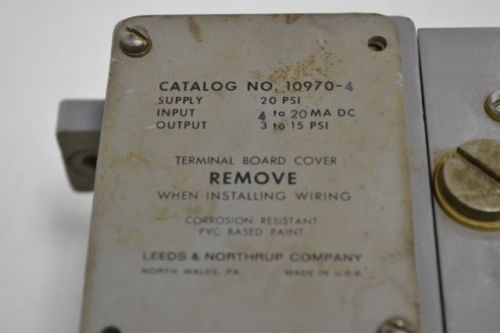 CATALOG NO. 10970-4
SUPPLY 20 PSI
INPUT 4 to 20 MA DC
OUTPUT 3 to 15 PSI
TERMINAL BOARD COVER
REMOVE
WHEN INSTALLING WIRING
CORROSION RESISTANT
PVC BASED PAINT
LEEDS & NORTHRUP COMPANY
NORTH WALES, PA. MADE IN U.S.A.